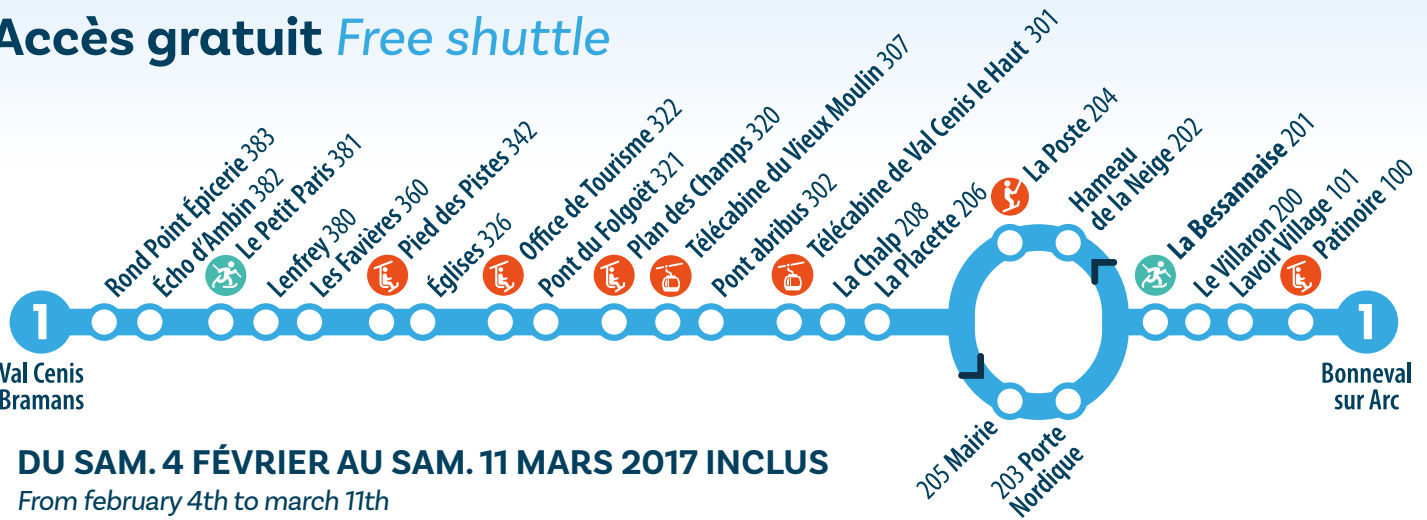 Accès gratuit Free shuttle
Rond Point Épicerie 383
Écho d'Ambin 382
Le Petit Paris 381
Lenfrey 380
Les Favières 360
Pied des Pistes 342
Églises 326
Office de Tourisme 322
Pont du Folgoët 321
Plan des Champs 320
Télécabine du Vieux Moulin 307
Pont abribus 302
Télécabine de Val Cenis le Haut 301
La Chalp 208
La Placette 206
La Poste 204
Hameau
de la Neige 202
La Bessannaise 201
Le Villaron 200
Lavoir Village 101
Patimoire 100
1
1
Val Cenis
Bramans
Bonneval
sur Arc
205 Mairie
203 Porte
Nordique
DU SAM. 4 FÉVRIER AU SAM. 11 MARS 2017 INCLUS
From february 4th to march 11th